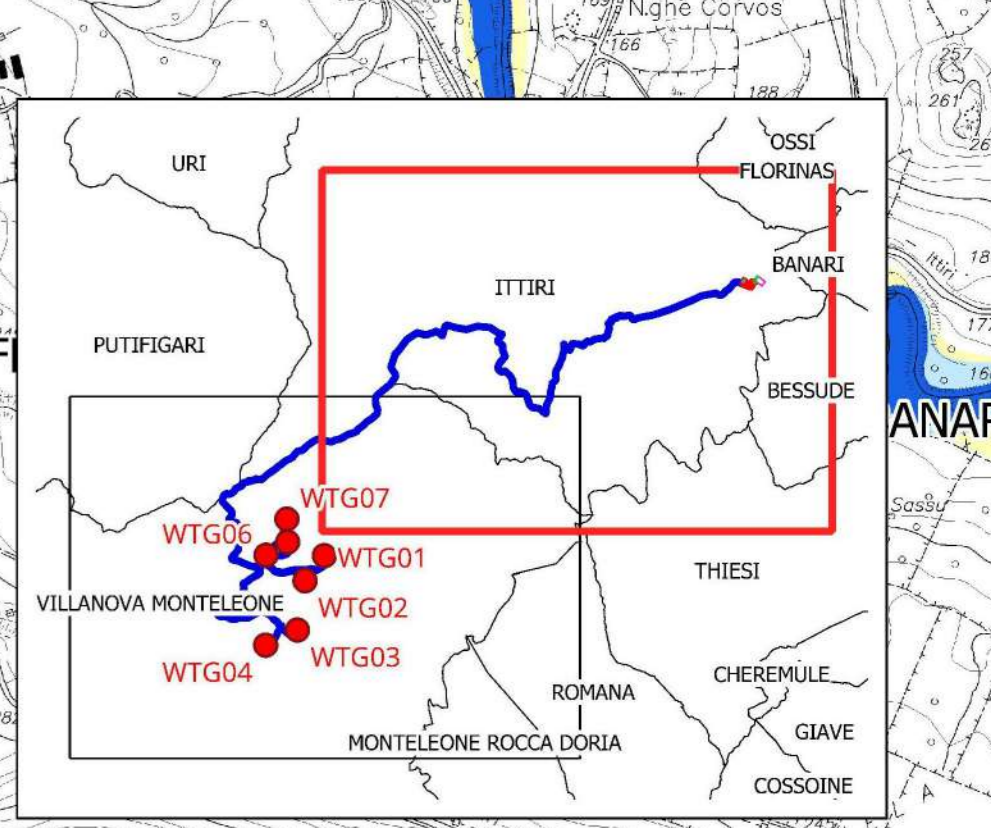 N.ghe Corvos
166
188
257
261
OSSI
URI
FLORINAS
BANARI
Ittiri
ITTIRI
PUTIFIGARI
BESSUDE
WTG07
Sassu
WTG06
WTG01
THIESI
VILLANOVA MONTELEONE
WTG02
WTG03
WTG04
CHEREMULE
ROMANA
GIAVE
MONTELEONE ROCCA DORIA
COSSOINE
A